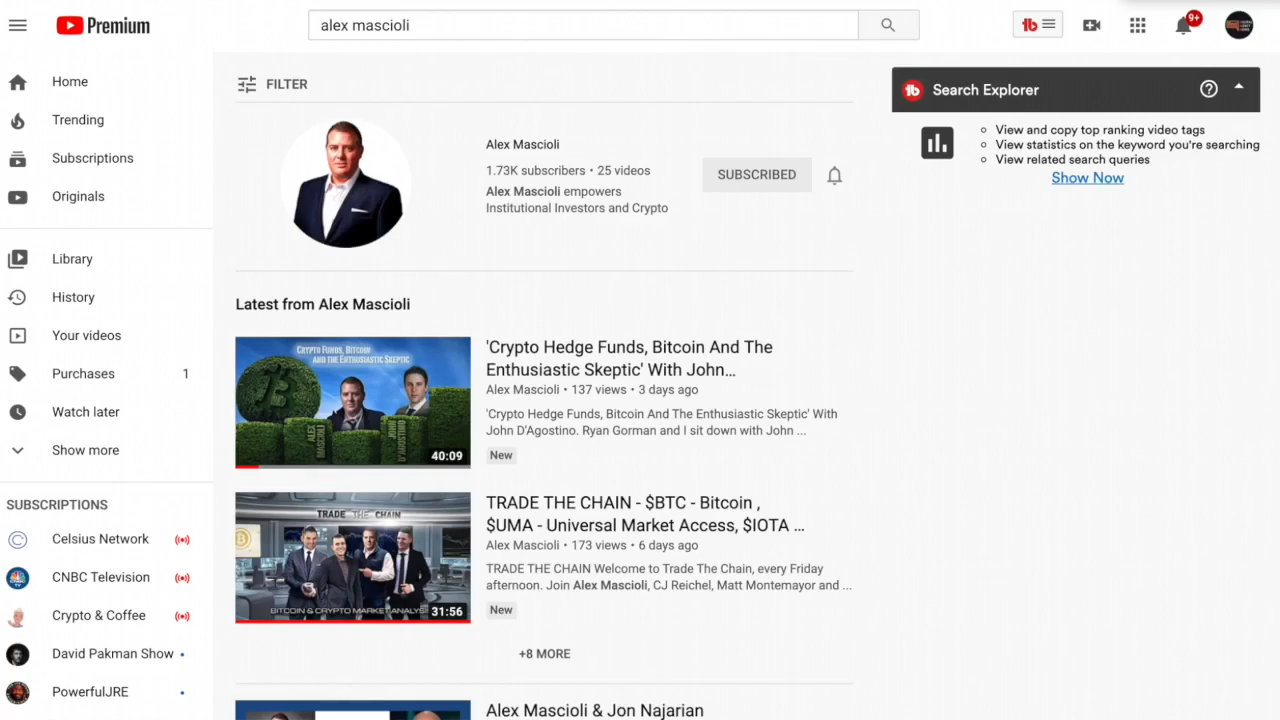 Premium
alex mascioli
9+
Home
Trending
Subscriptions
Originals
Library
History
Your videos
Purchases 1
Watch later
Show more
SUBSCRIPTIONS
Celsius Network
CNBC Television
Crypto & Coffee
David Pakman Show
PowerfulJRE
FILTER
Alex Mascioli
1.73K subscribers • 25 videos
Alex Mascioli empowers
Institutional Investors and Crypto
SUBSCRIBED
Latest from Alex Mascioli
CRYPTO FUNDS, BITCOIN
AND THE ENTHUSIASTIC SKEPTIC
ALEX
MASCIOLI
JOHN
D'AGOSTINO
40:09
'Crypto Hedge Funds, Bitcoin And The
Enthusiastic Skeptic' With John…
Alex Mascioli • 137 views • 3 days ago
'Crypto Hedge Funds, Bitcoin And The Enthusiastic Skeptic' With
John D'Agostino. Ryan Gorman and I sit down with John ...
New
TRADE THE CHAIN
BITCOIN & CRYPTO MARKET ANALYSIS
31:56
TRADE THE CHAIN - $BTC - Bitcoin ,
$UMA - Universal Market Access, $IOTA …
Alex Mascioli • 173 views • 6 days ago
TRADE THE CHAIN Welcome to Trade The Chain, every Friday
afternoon. Join Alex Mascioli, CJ Reichel, Matt Montemayor and ...
New
+8 MORE
Alex Mascioli & Jon Najarian
Search Explorer
View and copy top ranking video tags
View statistics on the keyword you're searching
View related search queries
Show Now